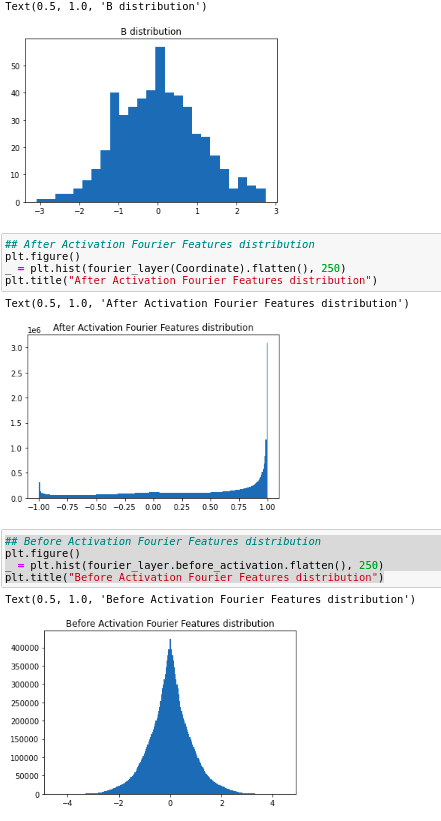 Text(0.5, 1.0, 'B distribution')
B distribution
50
40
30
20
10
0
−3 −2 −1 0 1 2 3
## After Activation Fourier Features distribution
plt.figure()
_ = plt.hist(fourier_layer(Coordinate).flatten(), 250)
plt.title("After Activation Fourier Features distribution")
Text(0.5, 1.0, 'After Activation Fourier Features distribution')
1e6 After Activation Fourier Features distribution
3.0
2.5
2.0
1.5
1.0
0.5
0.0
−1.00 −0.75 −0.50 −0.25 0.00 0.25 0.50 0.75 1.00
## Before Activation Fourier Features distribution
plt.figure()
_ = plt.hist(fourier_layer.before_activation.flatten(), 250)
plt.title("Before Activation Fourier Features distribution")
Text(0.5, 1.0, 'Before Activation Fourier Features distribution')
Before Activation Fourier Features distribution
400000
350000
300000
250000
200000
150000
100000
50000
0
−4 −2 0 2 4